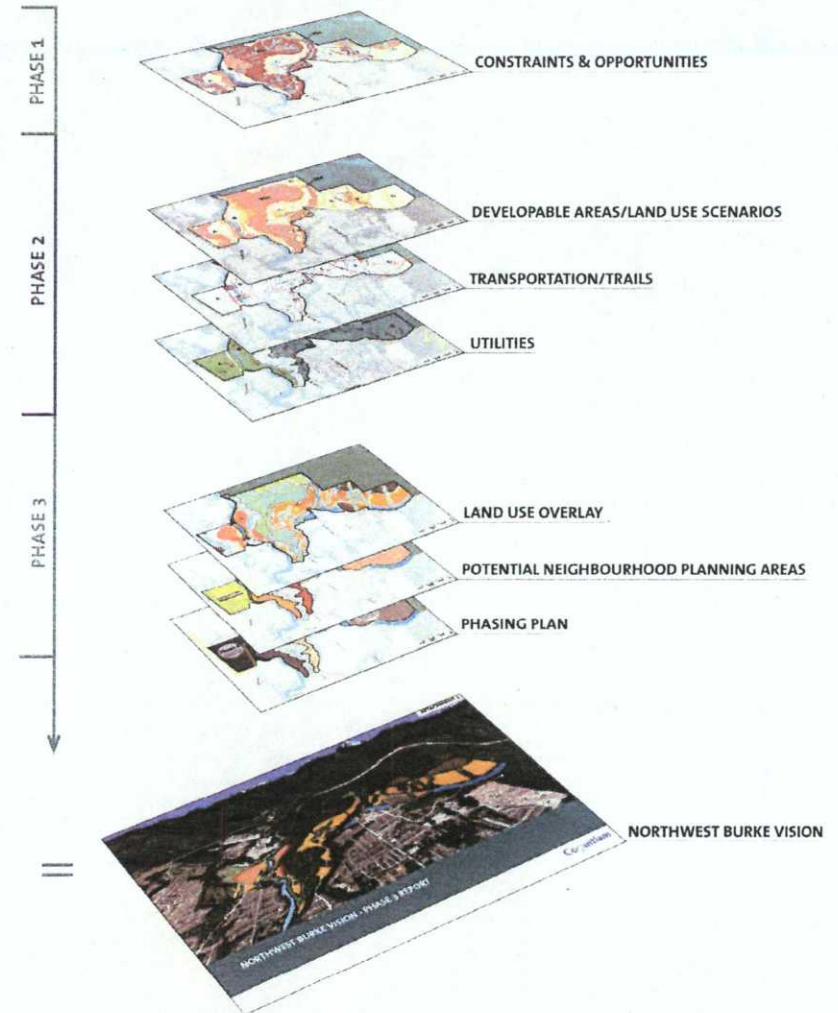 PHASE 1
CONSTRAINTS & OPPORTUNITIES
PHASE 2
DEVELOPABLE AREAS/LAND USE SCENARIOS
TRANSPORTATION/TRAILS
UTILITIES
PHASE 3
LAND USE OVERLAY
POTENTIAL NEIGHBOURHOOD PLANNING AREAS
PHASING PLAN
=
NORTHWEST BURKE VISION
Coquitlam
NORTHWEST BURKE VISION - PHASE 3 REPORT